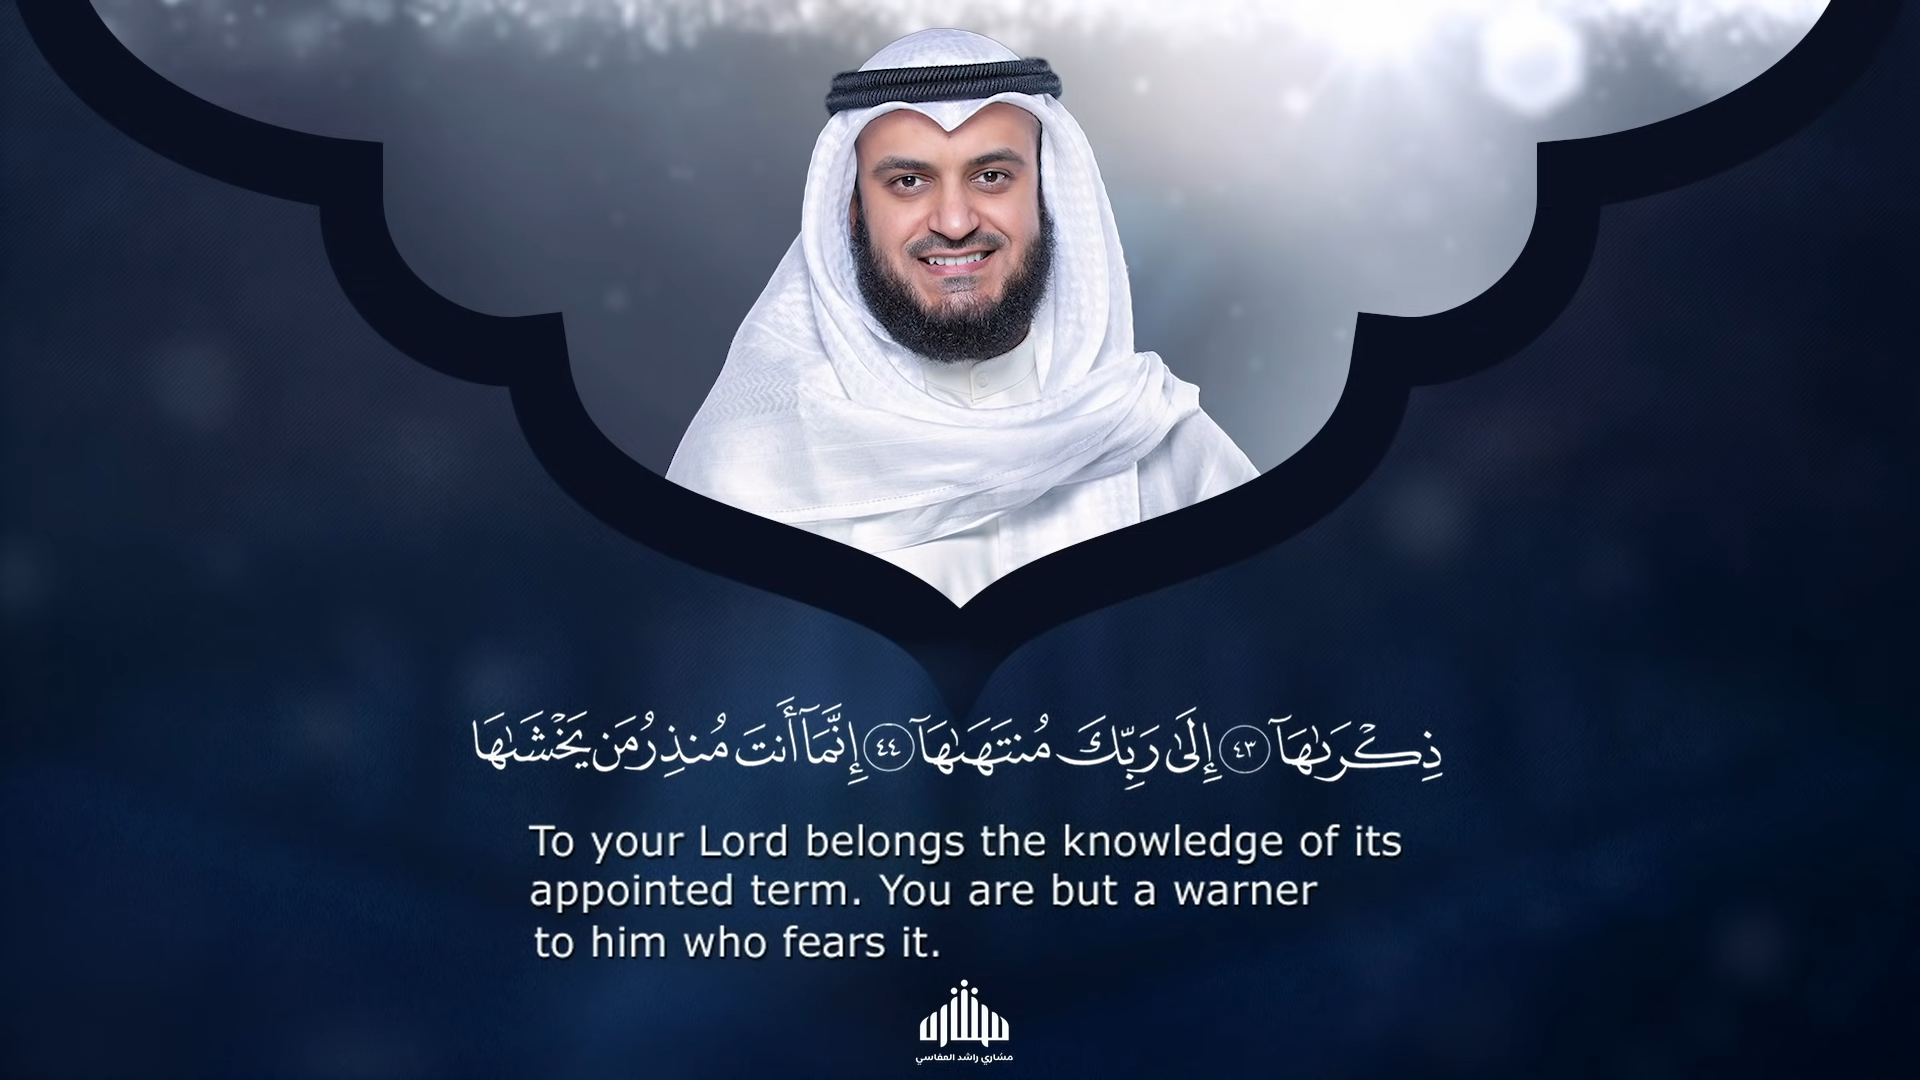 ذِكْرَىٰهَآ ٤٣ إِلَىٰ رَبِّكَ مُنتَهَىٰهَآ ٤٤ إِنَّمَآ أَنتَ مُنذِرُ مَن يَخْشَىٰهَا
To your Lord belongs the knowledge of its
appointed term. You are but a warner
to him who fears it.
مشاري راشد العفاسي